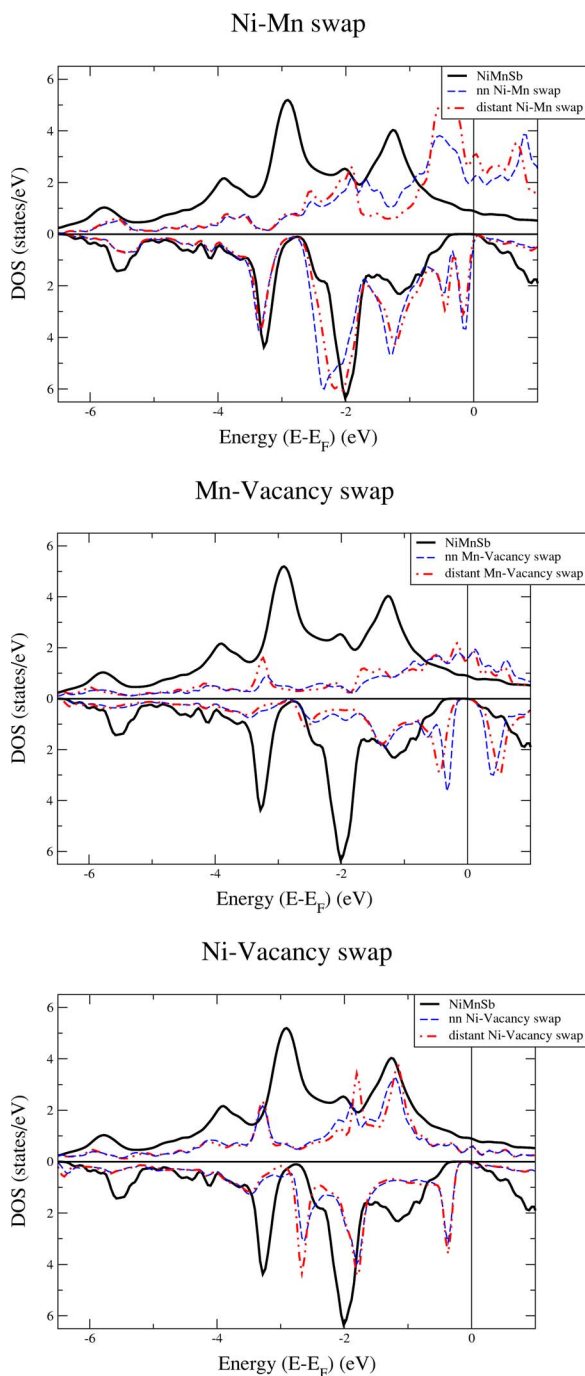 Ni-Mn swap
6
4
2
0
2
4
6
DOS (states/eV)
NiMnSb
nn Ni-Mn swap
distant Ni-Mn swap
-6
-4
-2
0
Energy (E-E_F) (eV)
Mn-Vacancy swap
6
4
2
0
2
4
6
DOS (states/eV)
NiMnSb
nn Mn-Vacancy swap
distant Mn-Vacancy swap
-6
-4
-2
0
Energy (E-E_F) (eV)
Ni-Vacancy swap
6
4
2
0
2
4
6
DOS (states/eV)
NiMnSb
nn Ni-Vacancy swap
distant Ni-Vacancy swap
-6
-4
-2
0
Energy (E-E_F) (eV)